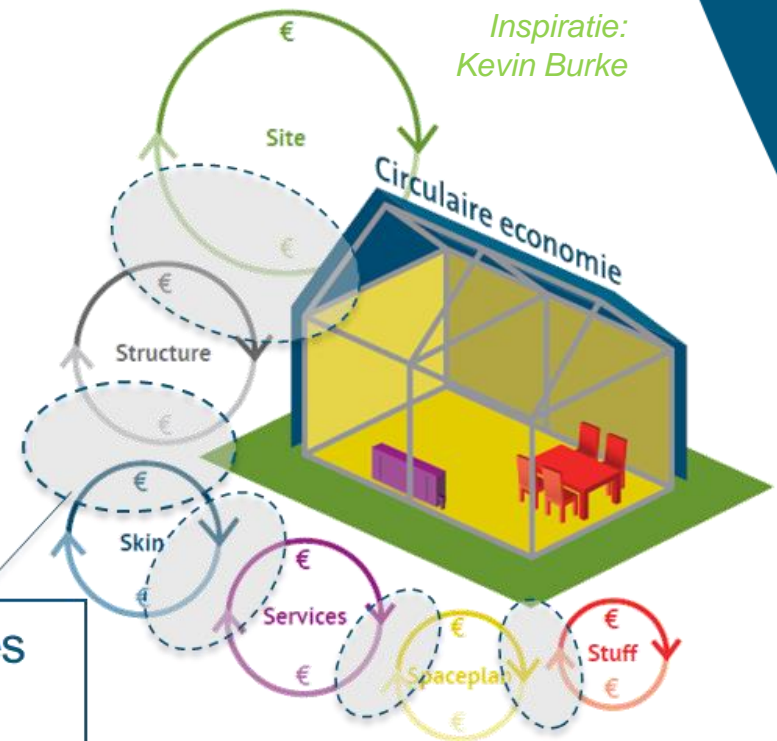 Inspiratie:
Kevin Burke
€
Site
€
Circulaire economie
€
Structure
€
€
Skin
€
€
Services
€
€
Spaceplan
€
€
Stuff
€